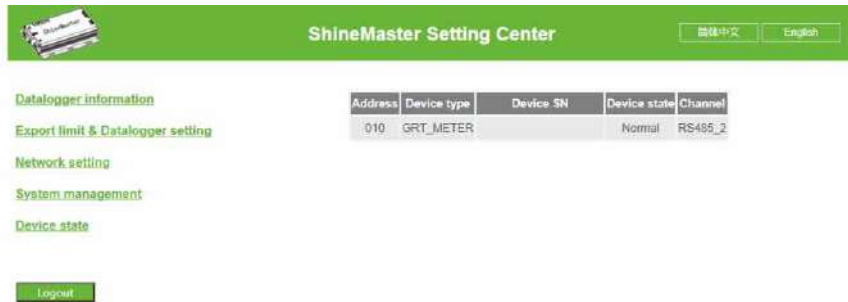 ShineMaster
ShineMaster Setting Center
简体中文
English
Datalogger information
Export limit & Datalogger setting
Network setting
System management
Device state
Logout
Address Device type Device SN Device state Channel
010 GRT_METER Normal RS485_2